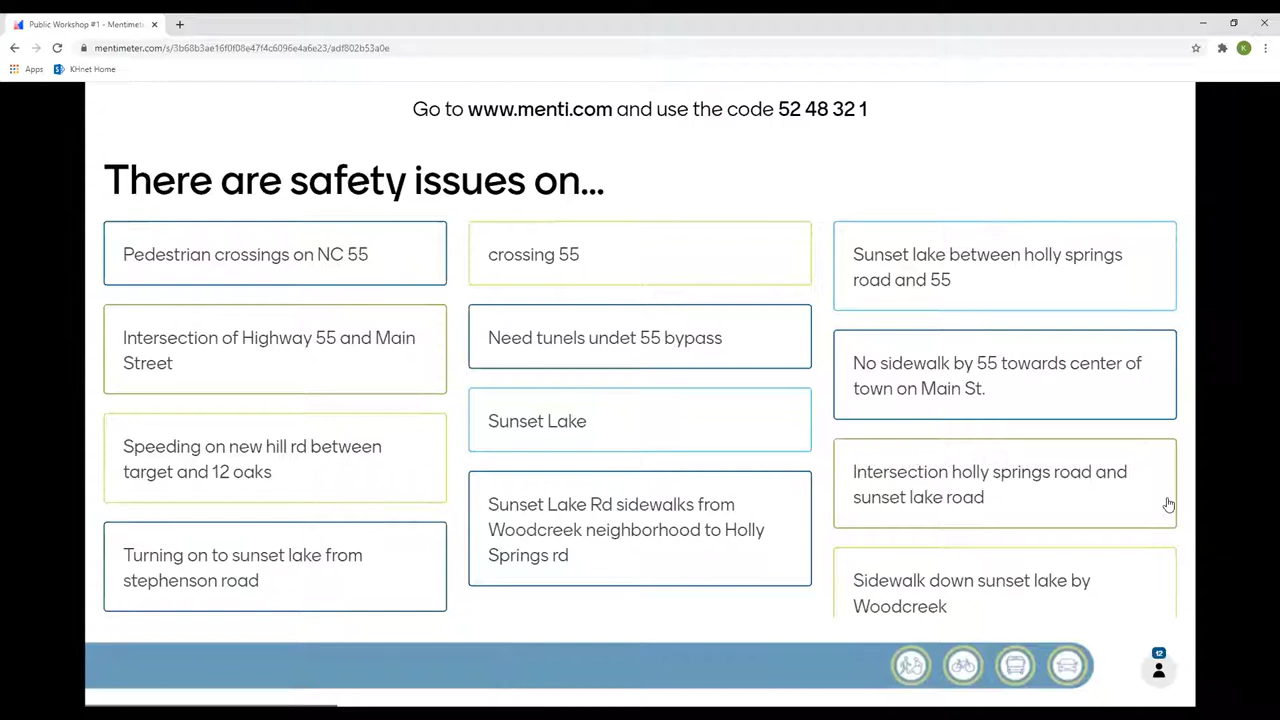 Public Workshop #1 - Mentimet
mentimeter.com/s/3b68b3ae16f0f08e47f4c6096e4a6e23/adf802b53a0e
K
Apps
KHnet Home
Go to www.menti.com and use the code 52 48 32 1
There are safety issues on...
Pedestrian crossings on NC 55
Intersection of Highway 55 and Main
Street
Speeding on new hill rd between
target and 12 oaks
Turning on to sunset lake from
stephenson road
crossing 55
Need tunels undet 55 bypass
Sunset Lake
Sunset Lake Rd sidewalks from
Woodcreek neighborhood to Holly
Springs rd
Sunset lake between holly springs
road and 55
No sidewalk by 55 towards center of
town on Main St.
Intersection holly springs road and
sunset lake road
Sidewalk down sunset lake by
Woodcreek
12